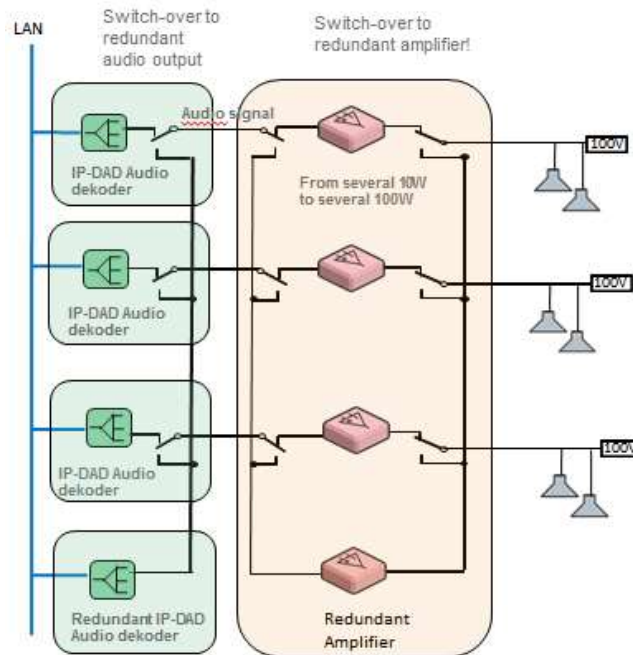 LAN
Switch-over to
redundant
audio output
Switch-over to
redundant amplifier!
Audio signal
IP-DAD Audio
dekoder
From several 10W
to several 100W
100V
IP-DAD Audio
dekoder
100V
IP-DAD Audio
dekoder
100V
Redundant IP-DAD
Audio dekoder
Redundant
Amplifier